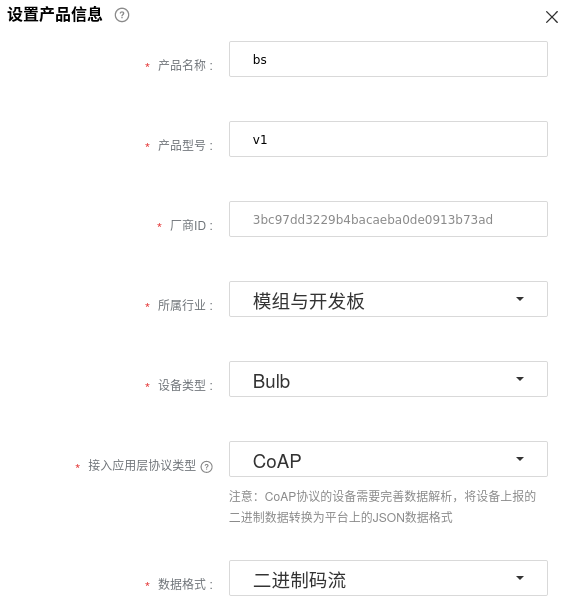 设置产品信息 ?
* 产品名称 : bs
* 产品型号 : v1
* 厂商ID : 3bc97dd3229b4bacaeba0de0913b73ad
* 所属行业 : 模组与开发板
* 设备类型 : Bulb
* 接入应用层协议类型 ? CoAP
注意：CoAP协议的设备需要完善数据解析，将设备上报的
二进制数据转换为平台上的JSON数据格式
* 数据格式 : 二进制码流